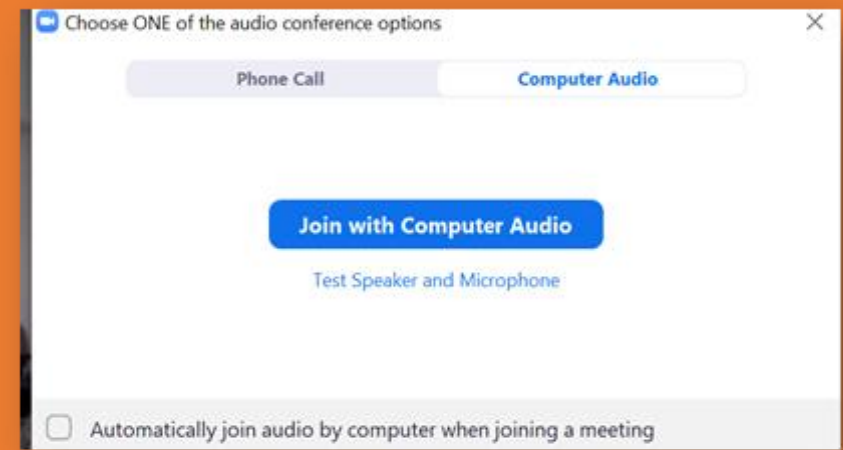 Choose ONE of the audio conference options
Phone Call
Computer Audio
Join with Computer Audio
Test Speaker and Microphone
Automatically join audio by computer when joining a meeting